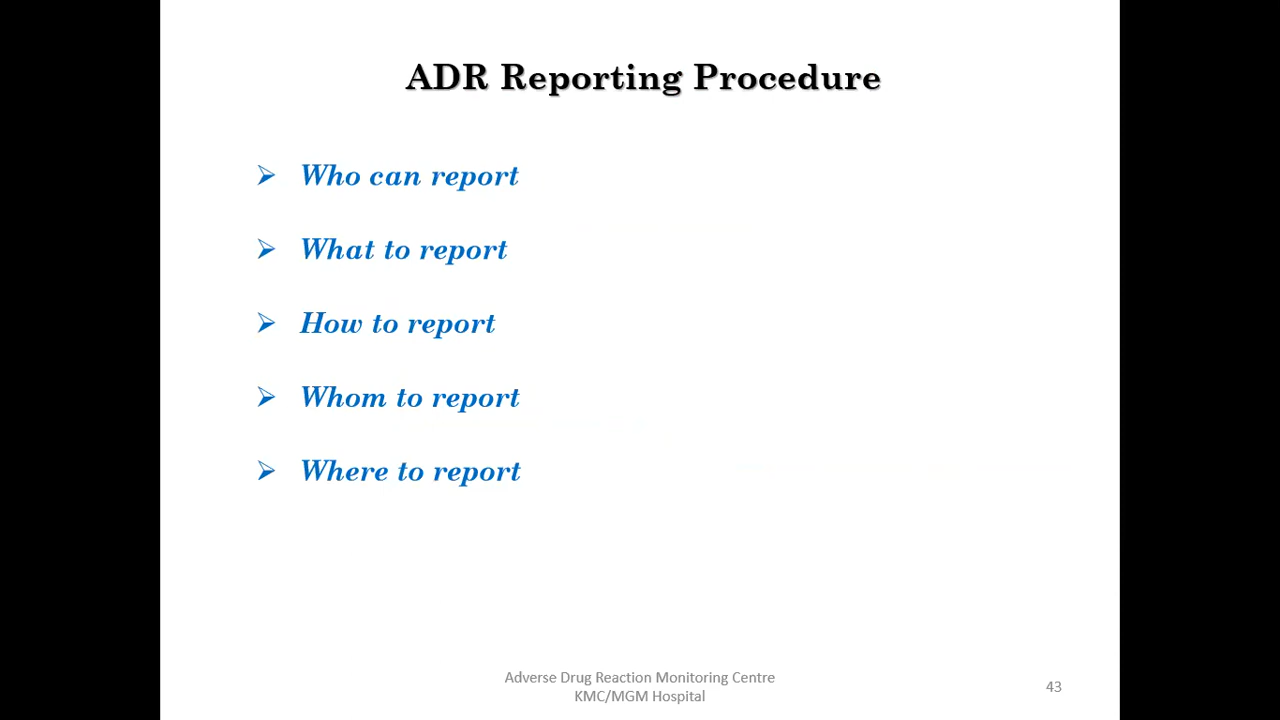 ADR Reporting Procedure
Who can report
What to report
How to report
Whom to report
Where to report
Adverse Drug Reaction Monitoring Centre
KMC/MGM Hospital
43